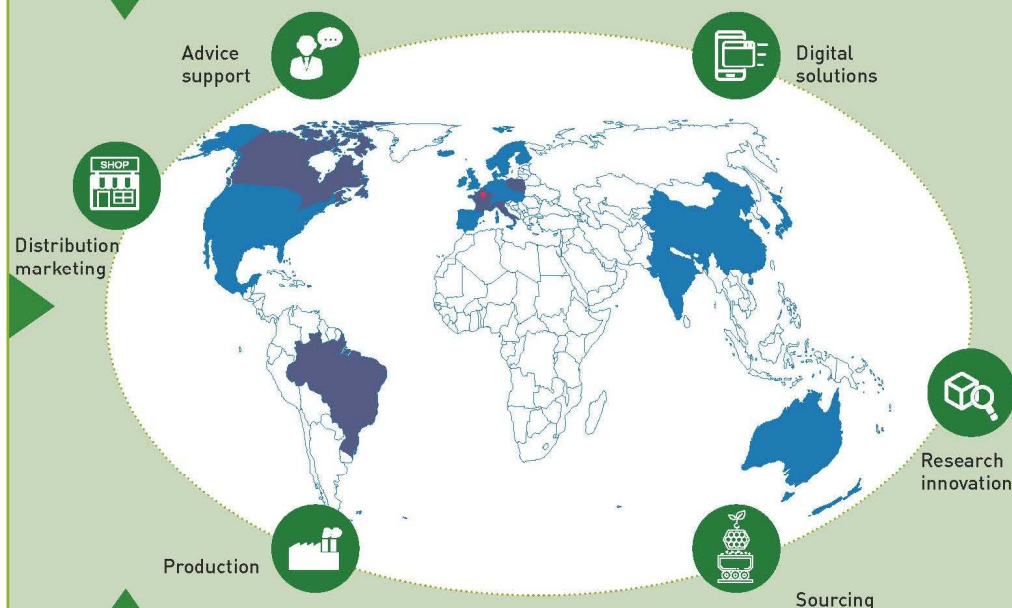 Advice
support
Digital
solutions
SHOP
Distribution
marketing
Research
innovation
Production
Sourcing